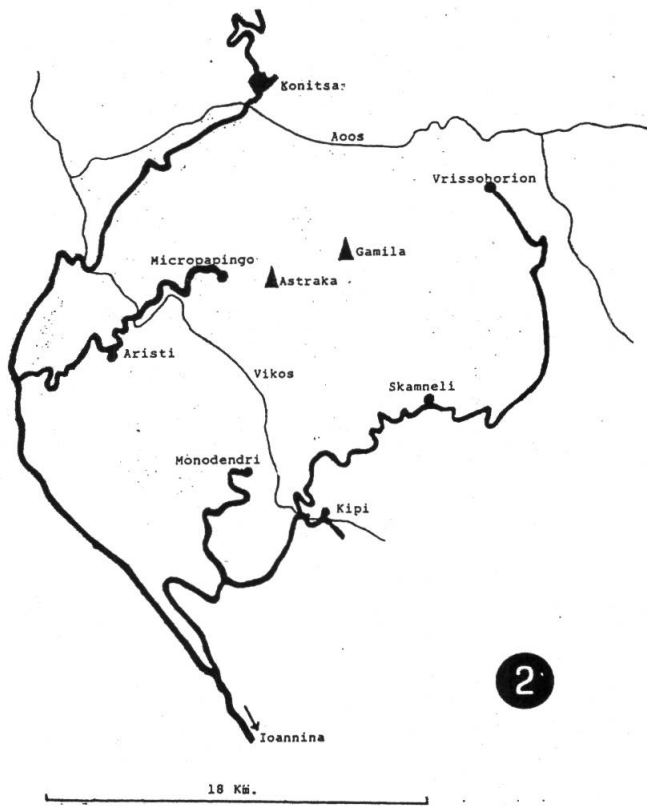 Konitsa
Aoos
Vrissohorion
Gamila
Micropapingo
Astraka
Aristi
Vikos
Skamneli
Monodendri
Kipi
2
Ioannina
18 Km.